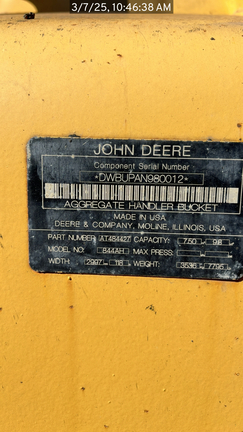 3/7/25, 10:46:38 AM
JOHN DEERE
Component Serial Number
*DWBUPAN980012*
AGGREGATE HANDLER BUCKET
MADE IN USA
DEERE & COMPANY, MOLINE, ILLINOIS, USA
PART NUMBER AT484427 CAPACITY: 7.50 9.8
MODEL NO: 844AH MAX PRESS:
WIDTH: 2997 118 WEIGHT: 3536 7795